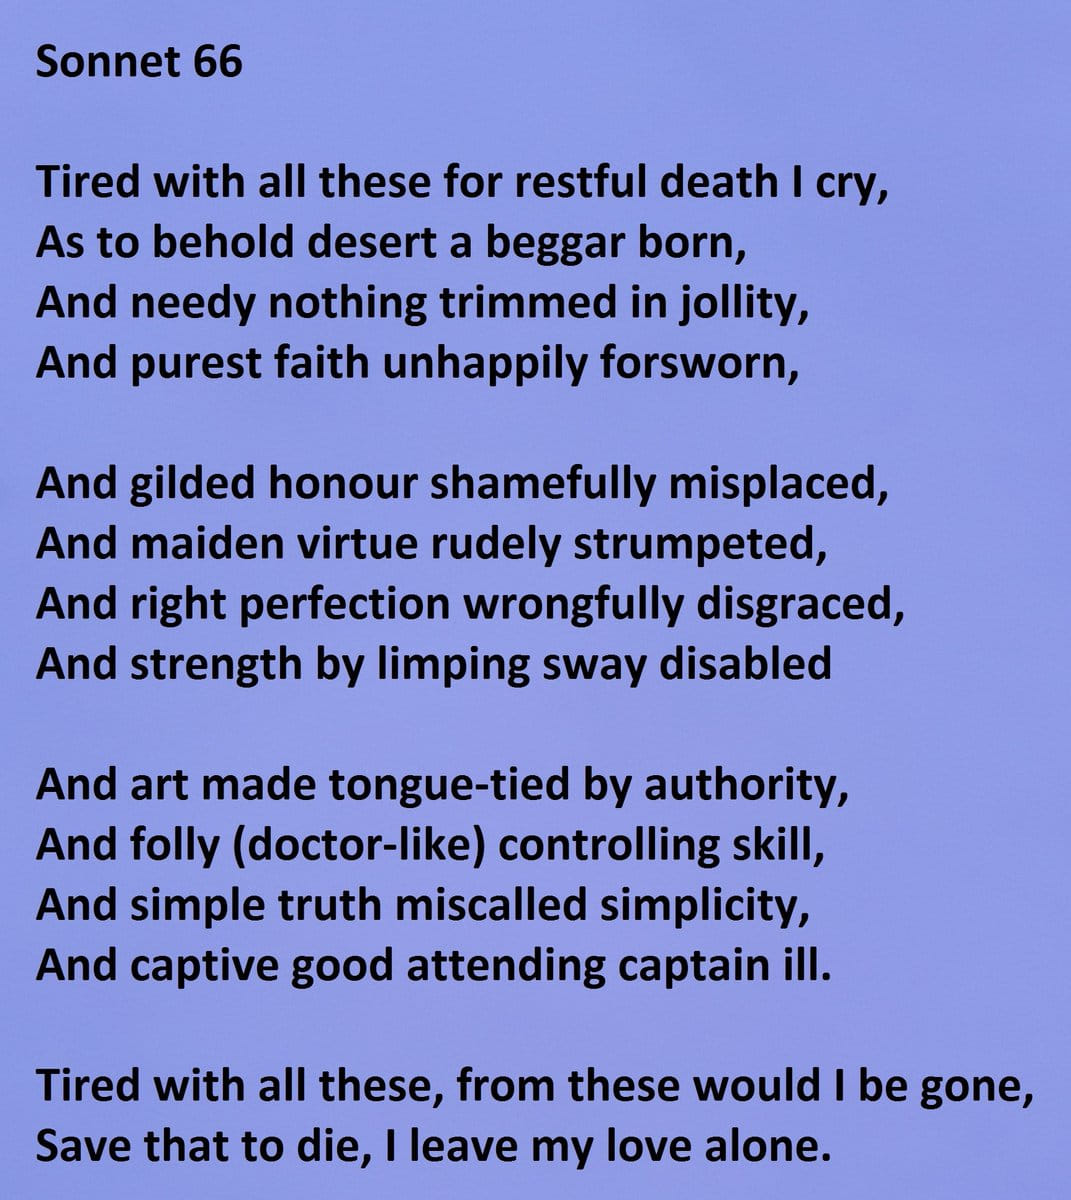 Sonnet 66
Tired with all these for restful death I cry,
As to behold desert a beggar born,
And needy nothing trimmed in jollity,
And purest faith unhappily forsworn,
And gilded honour shamefully misplaced,
And maiden virtue rudely strumpeted,
And right perfection wrongfully disgraced,
And strength by limping sway disabled
And art made tongue-tied by authority,
And folly (doctor-like) controlling skill,
And simple truth miscalled simplicity,
And captive good attending captain ill.
Tired with all these, from these would I be gone,
Save that to die, I leave my love alone.